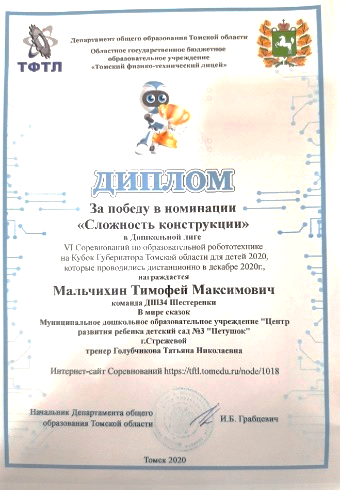 ТФТЛ
Департамент общего образования Томской области
Областное государственное бюджетное
образовательное учреждение
«Томский физико-технический лицей»
ДИПЛОМ
За победу в номинации
«Сложность конструкции»
в Дошкольной лиге
VI Соревнований по образовательной робототехнике
на Кубок Губернатора Томской области для детей 2020,
которые проводились дистанционно в декабре 2020г.,
награждается
Мальчихин Тимофей Максимович
команда ДШ34 Шестеренки
В мире сказок
Муниципальное дошкольное образовательное учреждение "Центр
развития ребенка детский сад №3 "Петушок"
г.Стрежевой
тренер Голубчикова Татьяна Николаевна
Интернет-сайт Соревнований https://tftl.tomedu.ru/node/1018
Начальник Департамента общего
образования Томской области
И.Б. Грабцевич
Томск 2020